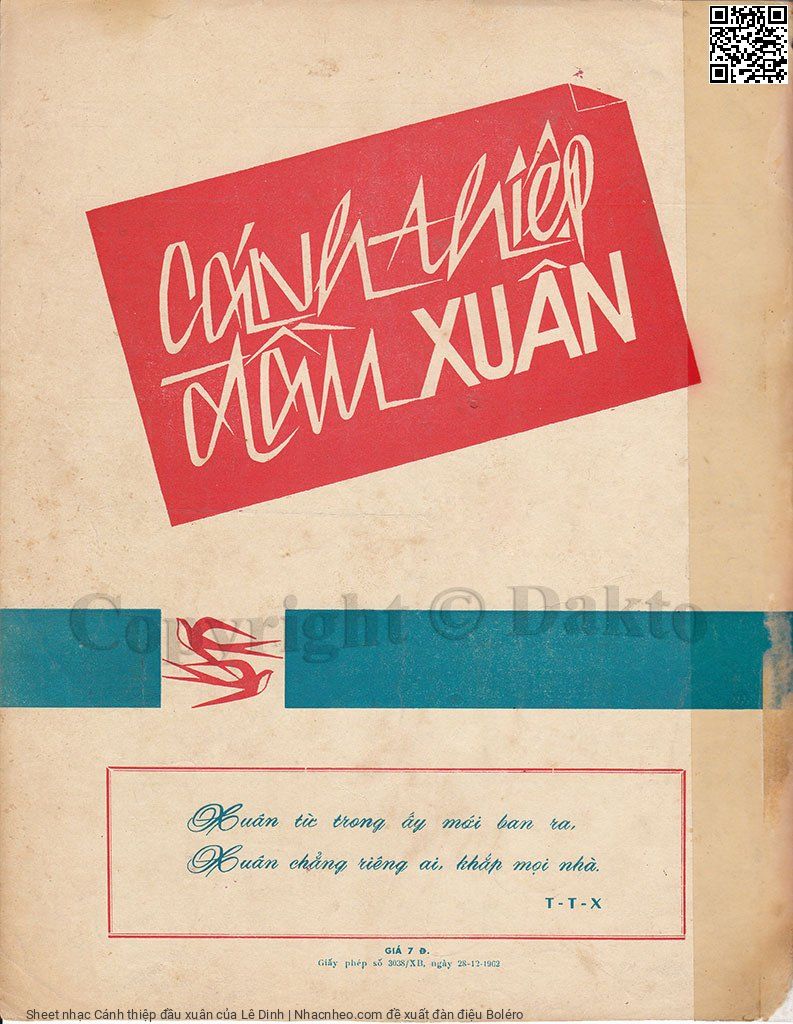 Cánh thiệp
đầu XUÂN
Copyright © Dakto
Xuân từ trong ấy mới ban ra,
Xuân chẳng riêng ai, khắp mọi nhà.
T-T-X
GIÁ 7 Đ.
Giấy phép số 3038/XB, ngày 28-12-1962
Sheet nhạc Cánh thiệp đầu xuân của Lê Dinh | Nhacnheo.com đề xuất đàn điệu Boléro